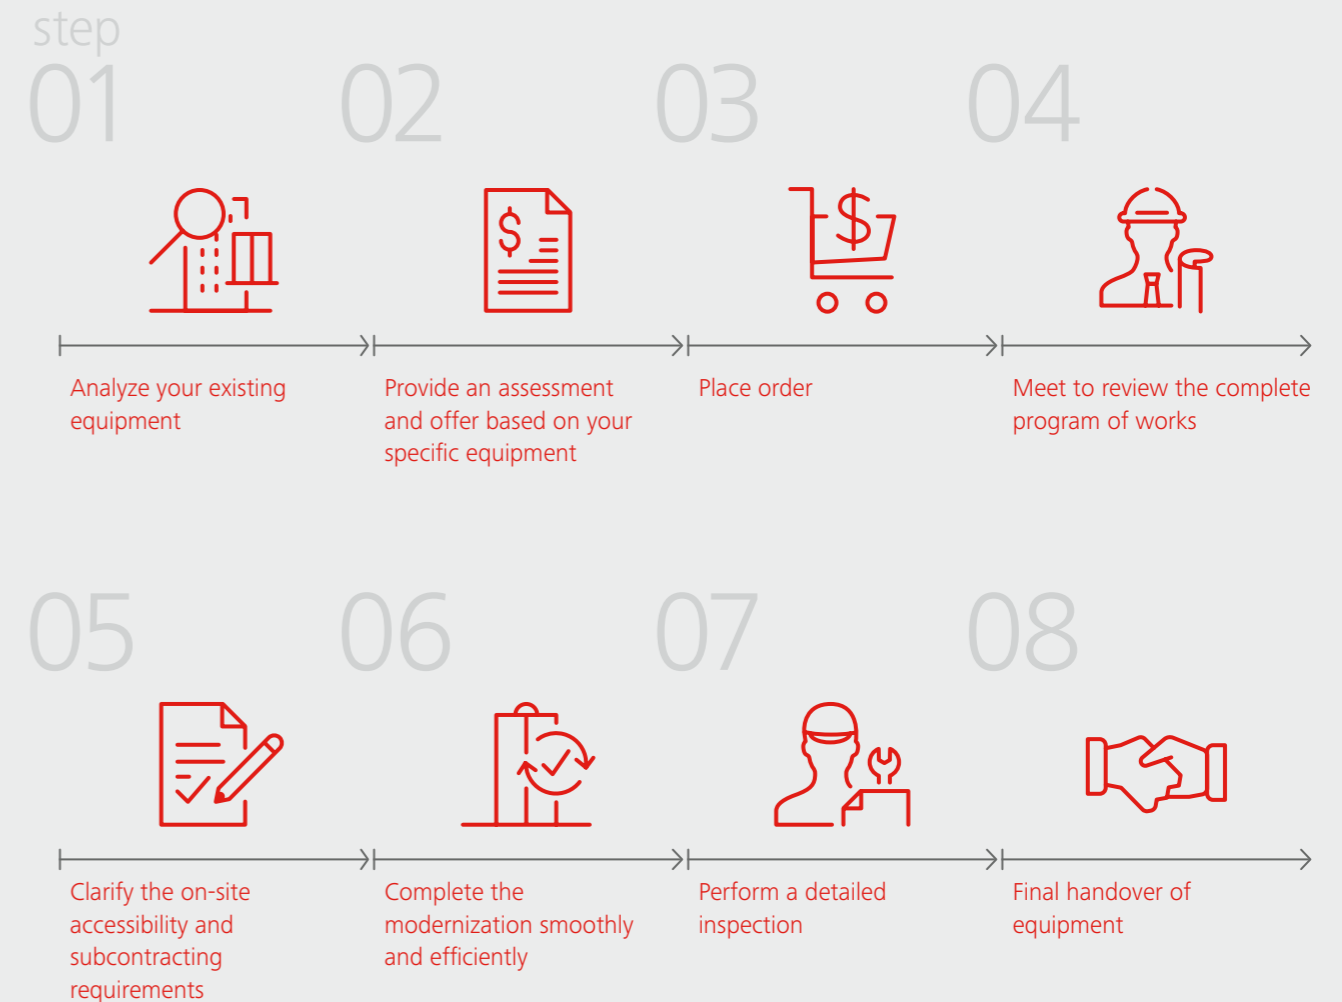 step
01
02
03
04
$
$
Analyze your existing
equipment
Provide an assessment
and offer based on your
specific equipment
Place order
Meet to review the complete
program of works
05
06
07
08
Clarify the on-site
accessibility and
subcontracting
requirements
Complete the
modernization smoothly
and efficiently
Perform a detailed
inspection
Final handover of
equipment